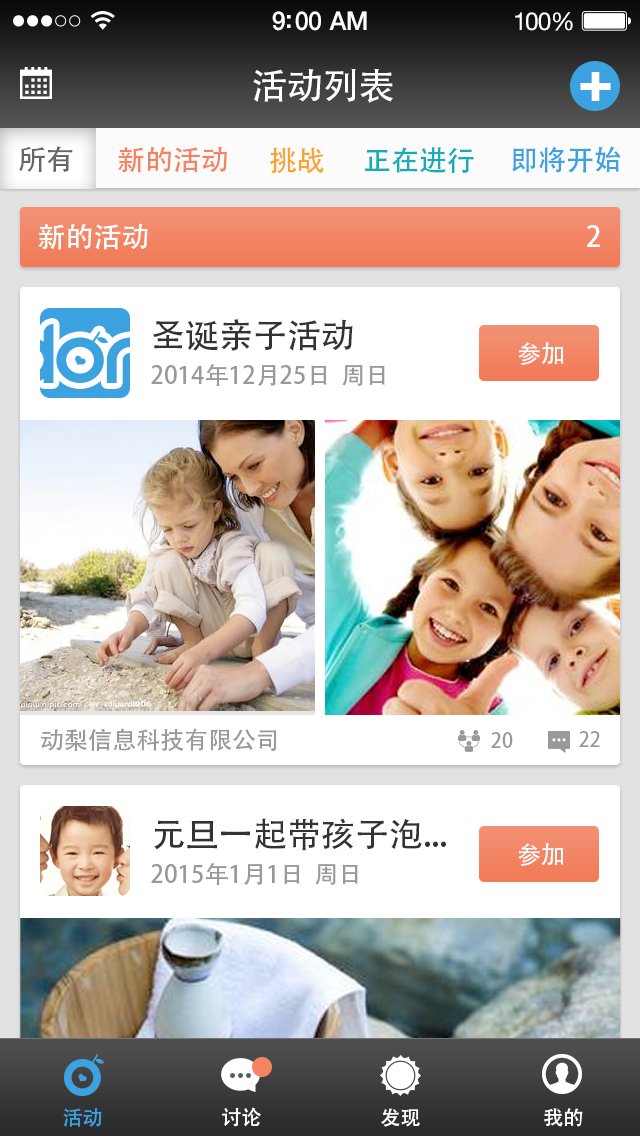 9:00 AM
100%
活动列表
所有
新的活动
挑战
正在进行
即将开始
新的活动
2
圣诞亲子活动
2014年12月25日 周日
参加
动梨信息科技有限公司
20
22
元旦一起带孩子泡...
2015年1月1日 周日
参加
活动
讨论
发现
我的